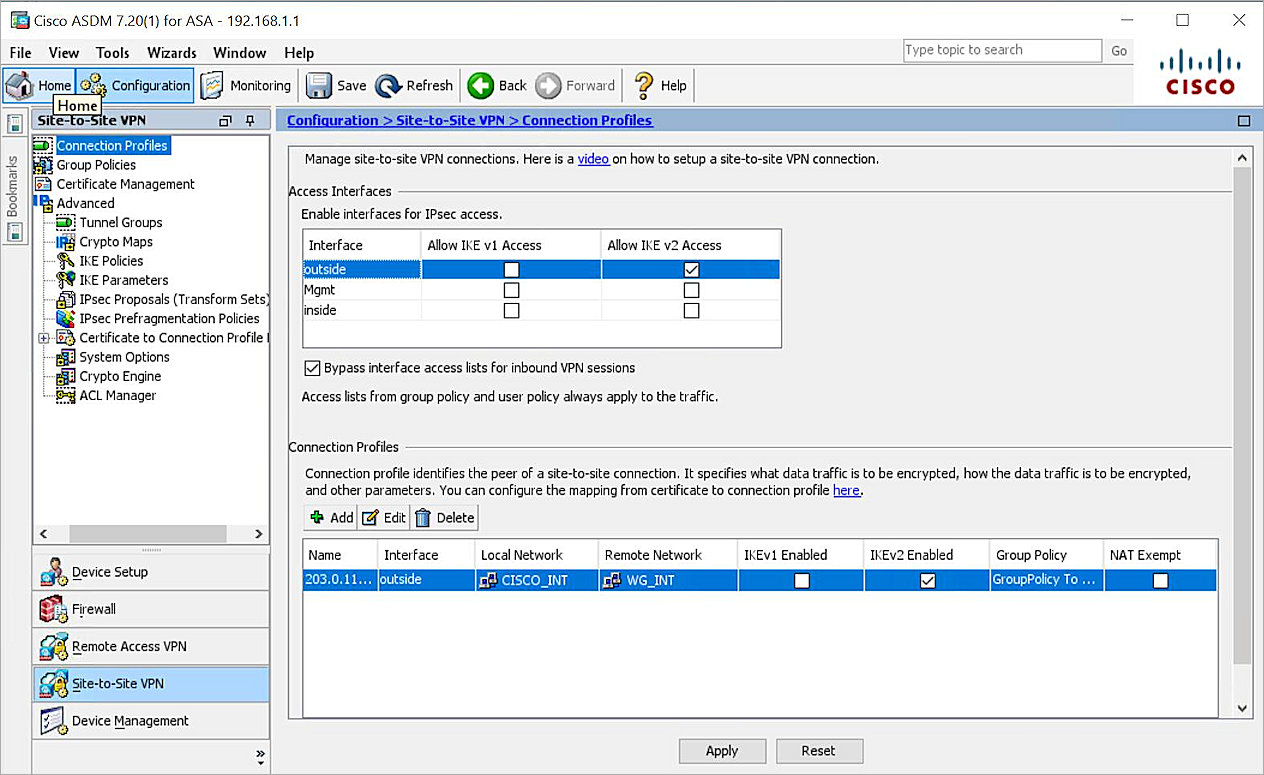 Cisco ASDM 7.20(1) for ASA - 192.168.1.1
File View Tools Wizards Window Help
Type topic to search Go
CISCO
Home Configuration Monitoring Save Refresh Back Forward Help
Home
Bookmarks
Site-to-Site VPN
Connection Profiles
Group Policies
Certificate Management
Advanced
Tunnel Groups
Crypto Maps
IKE Policies
IKE Parameters
IPsec Proposals (Transform Sets)
IPsec Prefragmentation Policies
Certificate to Connection Profile
System Options
Crypto Engine
ACL Manager
Device Setup
Firewall
Remote Access VPN
Site-to-Site VPN
Device Management
Configuration > Site-to-Site VPN > Connection Profiles
Manage site-to-site VPN connections. Here is a video on how to setup a site-to-site VPN connection.
Access Interfaces
Enable interfaces for IPsec access.
Interface Allow IKE v1 Access Allow IKE v2 Access
outside
Mgmt
inside
Bypass interface access lists for inbound VPN sessions
Access lists from group policy and user policy always apply to the traffic.
Connection Profiles
Connection profile identifies the peer of a site-to-site connection. It specifies what data traffic is to be encrypted, how the data traffic is to be encrypted,
and other parameters. You can configure the mapping from certificate to connection profile here.
Add Edit Delete
Name Interface Local Network Remote Network IKEv1 Enabled IKEv2 Enabled Group Policy NAT Exempt
203.0.11... outside CISCO_INT WG_INT GroupPolicy To ...
Apply Reset